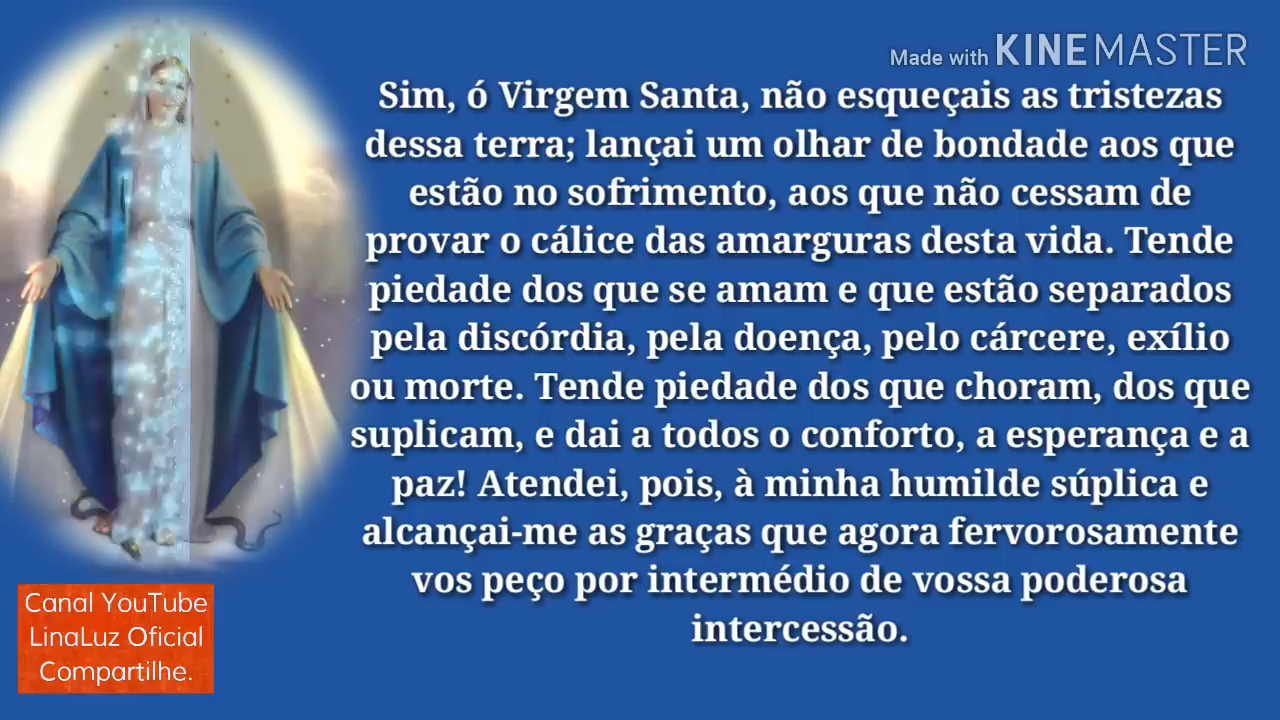 Made with KINEMASTER
Sim, ó Virgem Santa, não esqueçais as tristezas
dessa terra; lançai um olhar de bondade aos que
estão no sofrimento, aos que não cessam de
provar o cálice das amarguras desta vida. Tende
piedade dos que se amam e que estão separados
pela discórdia, pela doença, pelo cárcere, exílio
ou morte. Tende piedade dos que choram, dos que
suplicam, e dai a todos o conforto, a esperança e a
paz! Atendei, pois, à minha humilde súplica e
alcançai-me as graças que agora fervorosamente
vos peço por intermédio de vossa poderosa
intercessão.
Canal YouTube
LinaLuz Oficial
Compartilhe.